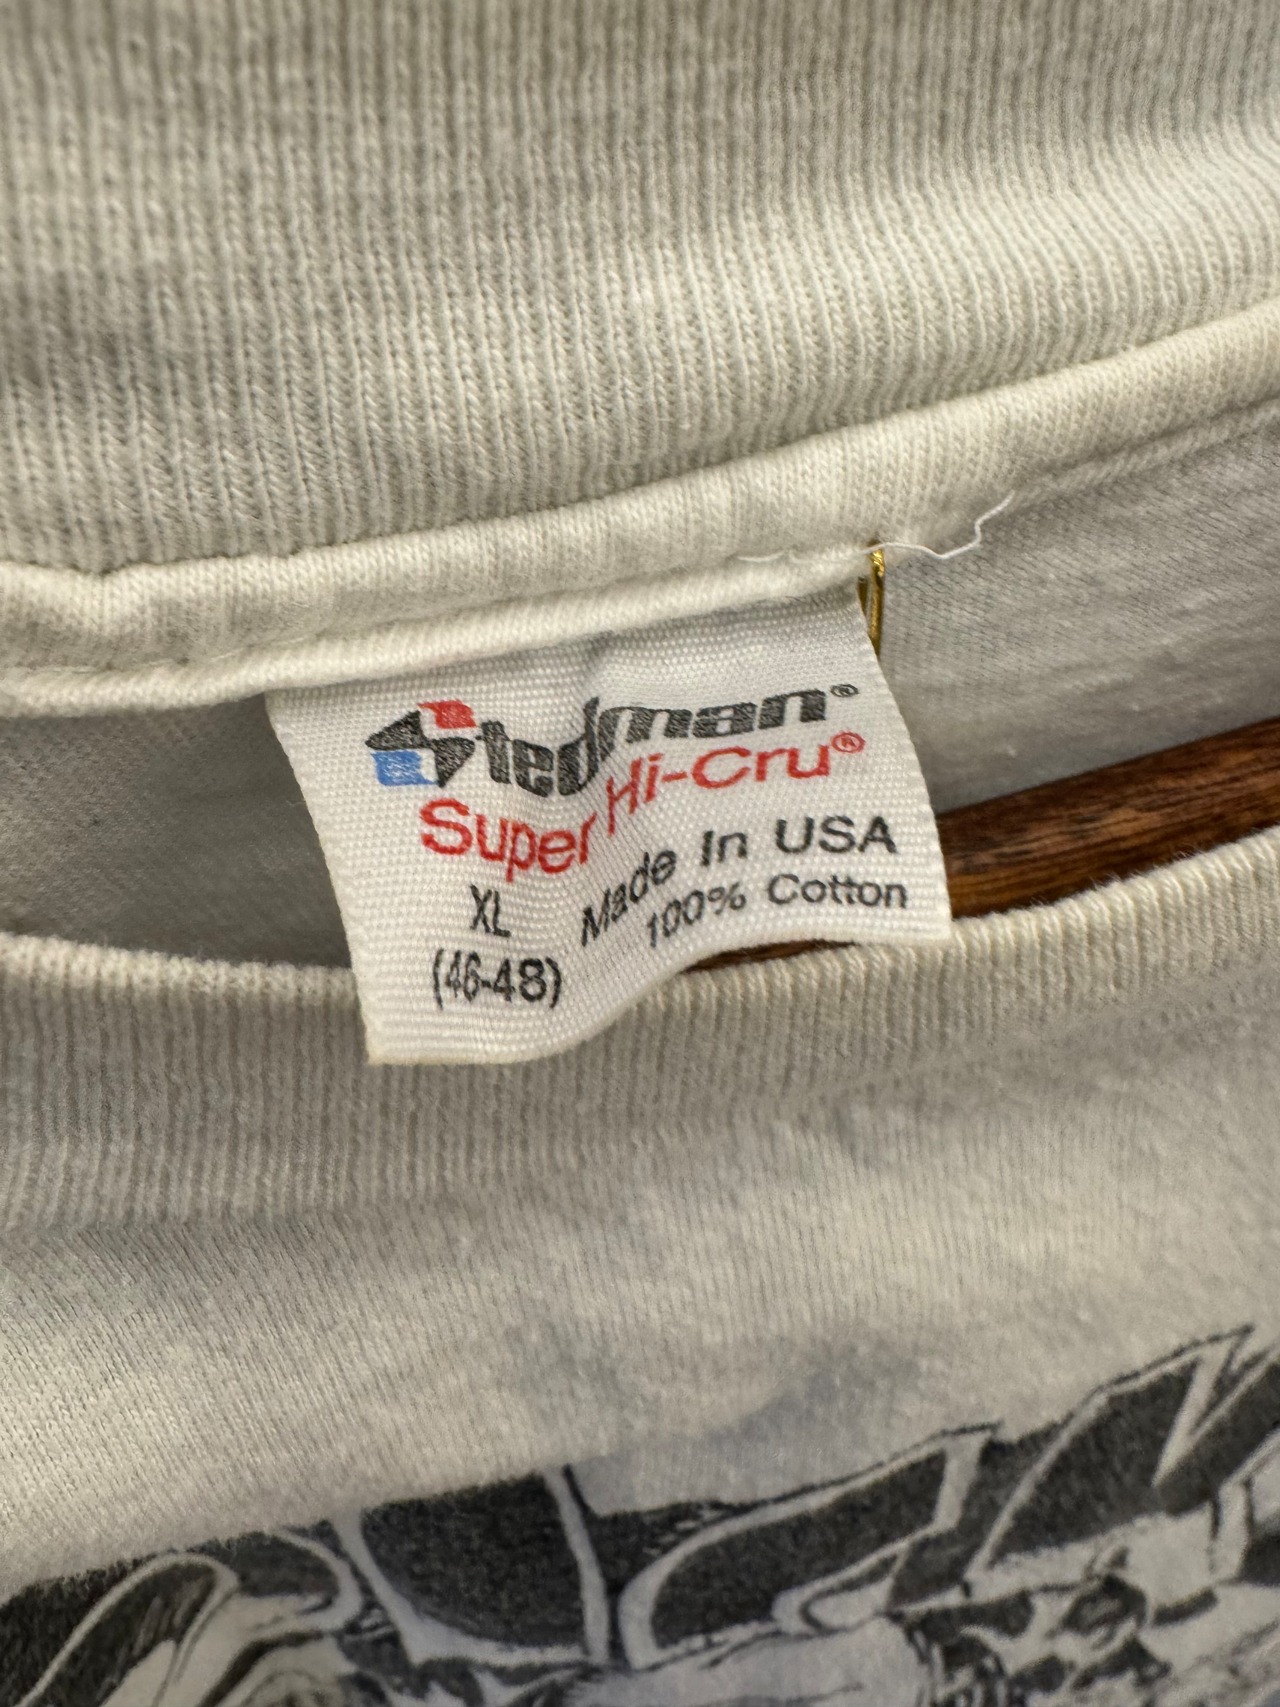 Stedman®
Super Hi-Cru®
XL Made In USA
(46-48) 100% Cotton